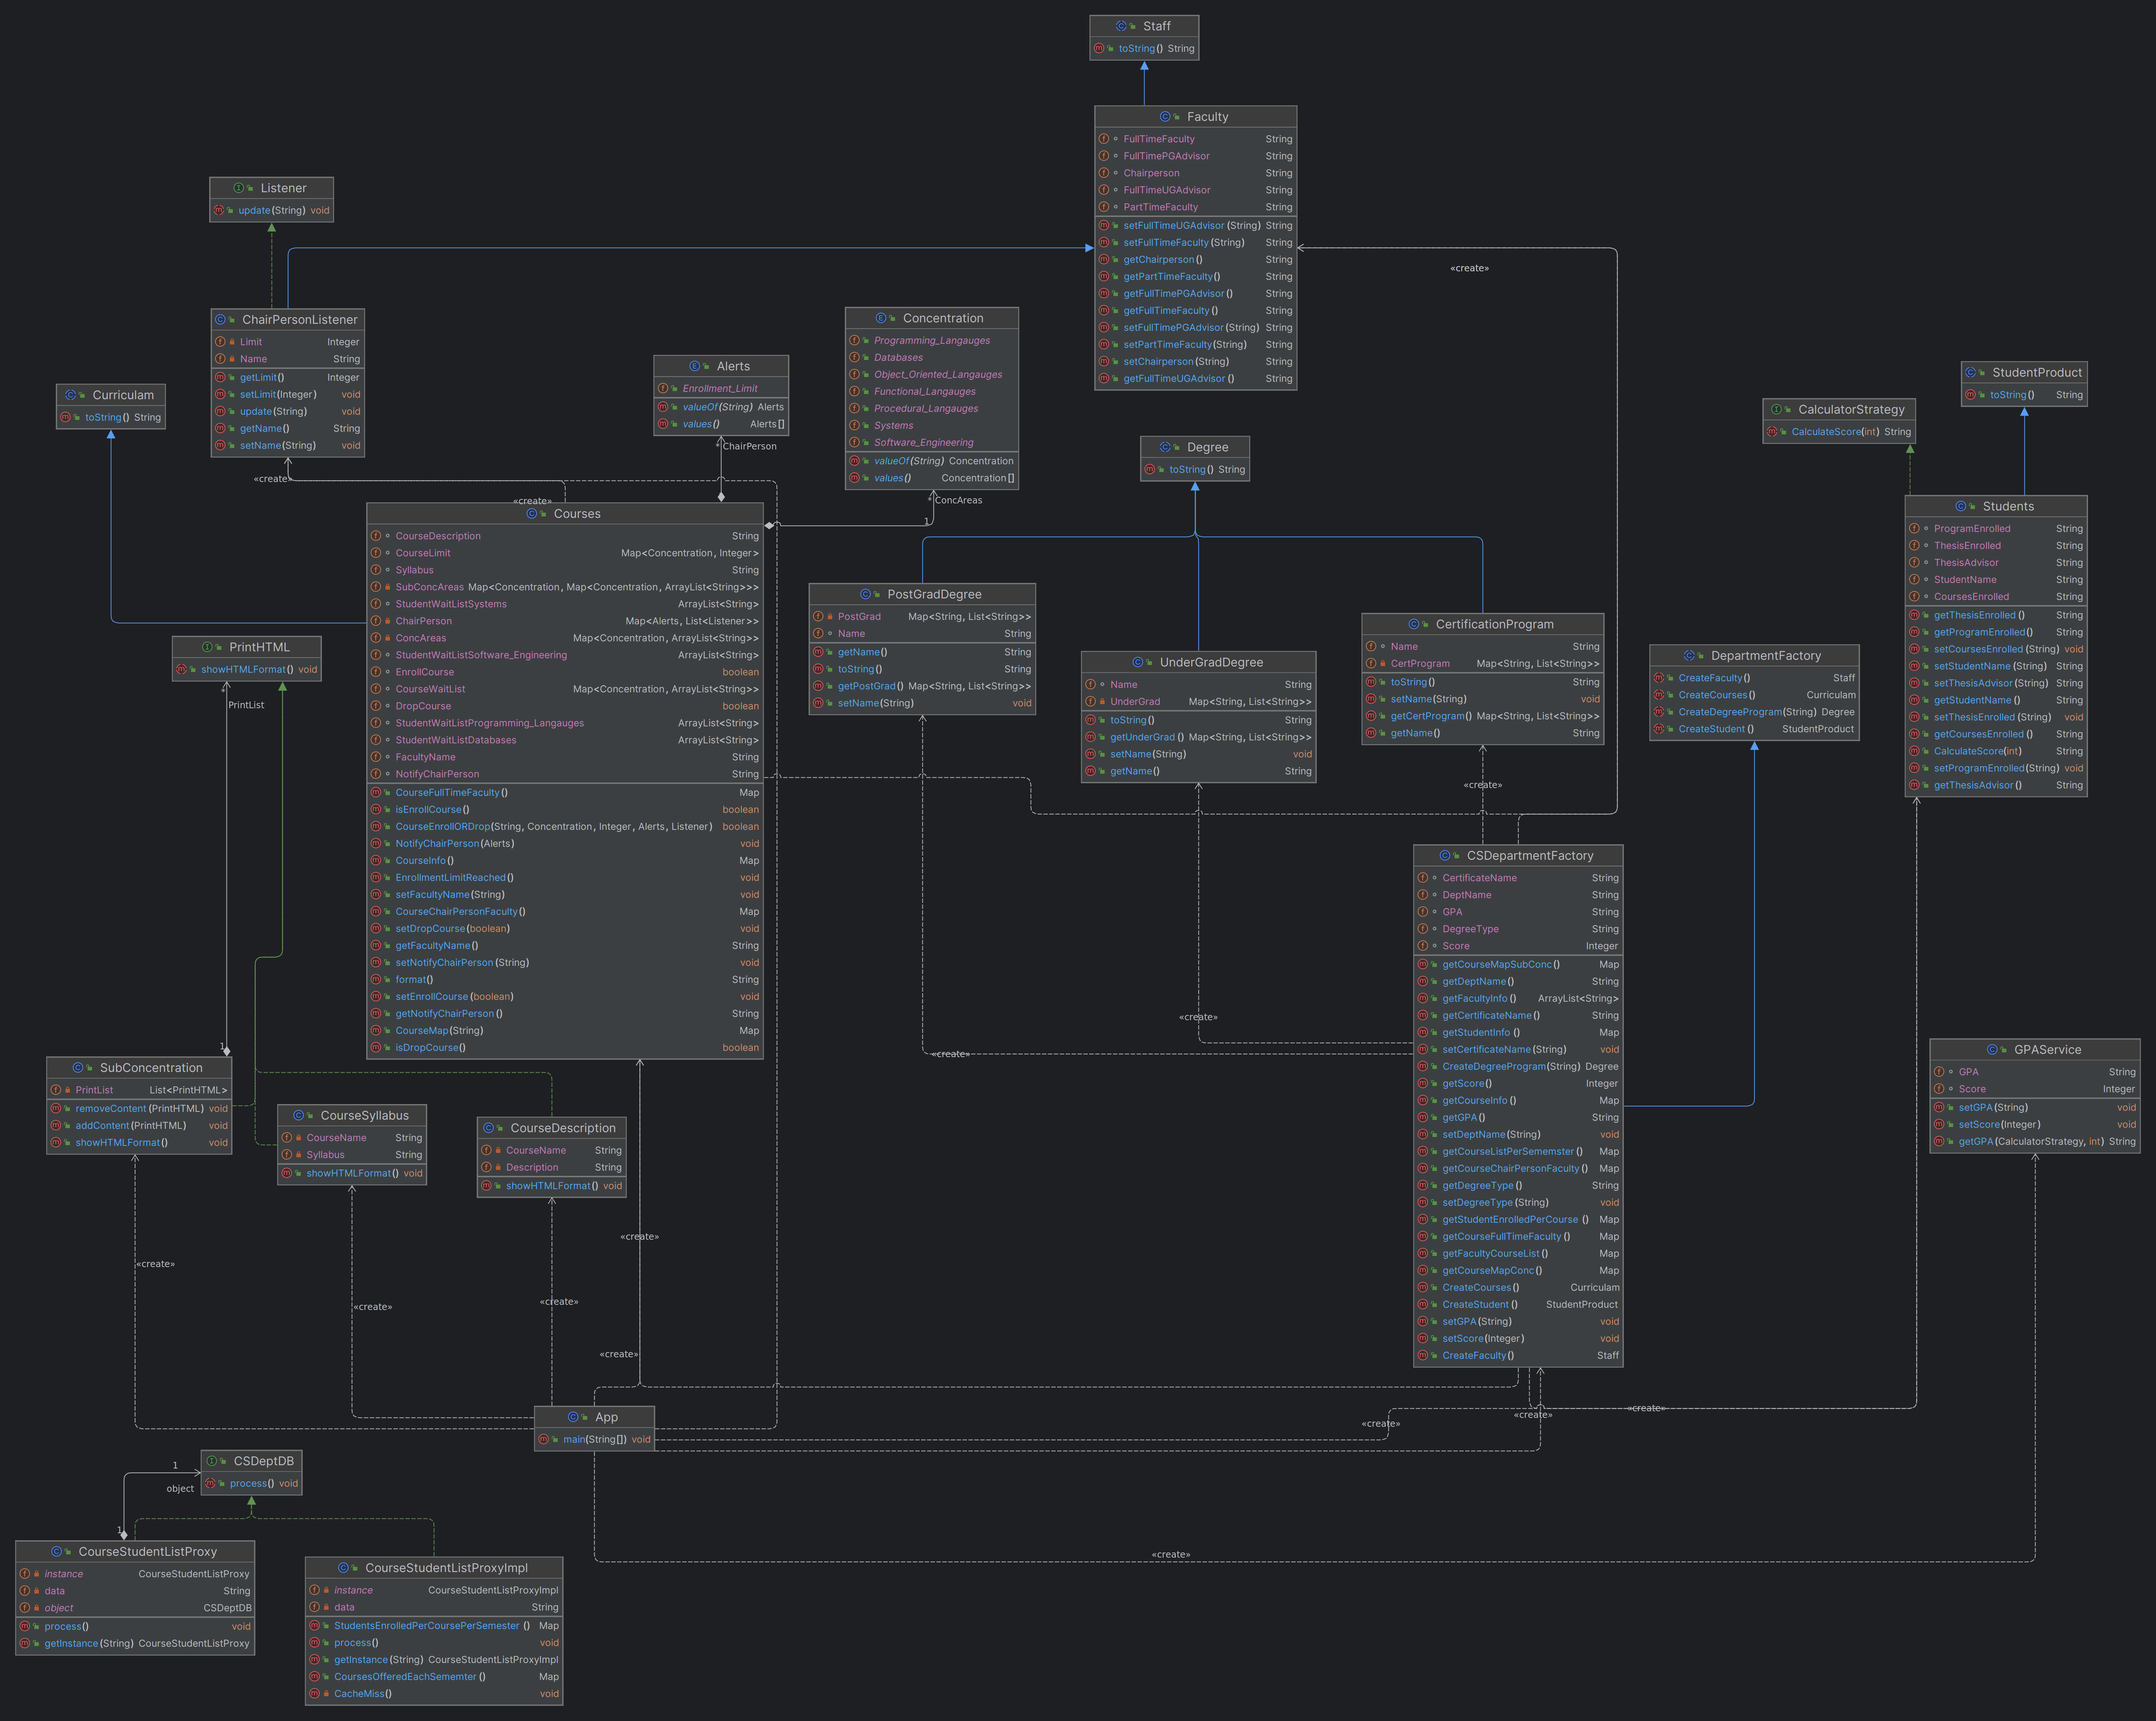 Staff
toString() String
Faculty
FullTimeFaculty String
FullTimePGAdvisor String
Chairperson String
FullTimeUGAdvisor String
PartTimeFaculty String
setFullTimeUGAdvisor(String) String
setFullTimeFaculty(String) String
getChairperson() String
getPartTimeFaculty() String
getFullTimePGAdvisor() String
getFullTimeFaculty() String
setFullTimePGAdvisor(String) String
setPartTimeFaculty(String) String
setChairperson(String) String
getFullTimeUGAdvisor() String
«create»
Listener
update(String) void
ChairPersonListener
Limit Integer
Name String
getLimit() Integer
setLimit(Integer) void
update(String) void
getName() String
setName(String) void
«create»
«create»
Curriculam
toString() String
Alerts
Enrollment_Limit
valueOf(String) Alerts
values() Alerts[]
* ChairPerson
Concentration
Programming_Langauges
Databases
Object_Oriented_Langauges
Functional_Langauges
Procedural_Langauges
Systems
Software_Engineering
valueOf(String) Concentration
values() Concentration[]
* ConcAreas
1
Degree
toString() String
StudentProduct
toString() String
CalculatorStrategy
CalculateScore(int) String
Students
ProgramEnrolled String
ThesisEnrolled String
ThesisAdvisor String
StudentName String
CoursesEnrolled String
getThesisEnrolled() String
getProgramEnrolled() String
setCoursesEnrolled(String) void
setStudentName(String) String
setThesisAdvisor(String) String
getStudentName() String
setThesisEnrolled(String) void
getCoursesEnrolled() String
CalculateScore(int) String
setProgramEnrolled(String) void
getThesisAdvisor() String
Courses
CourseDescription String
CourseLimit Map<Concentration, Integer>
Syllabus String
SubConcAreas Map<Concentration, Map<Concentration, ArrayList<String>>>
StudentWaitListSystems ArrayList<String>
ChairPerson Map<Alerts, List<Listener>>
ConcAreas Map<Concentration, ArrayList<String>>
StudentWaitListSoftware_Engineering ArrayList<String>
EnrollCourse boolean
CourseWaitList Map<Concentration, ArrayList<String>>
DropCourse boolean
StudentWaitListProgramming_Langauges ArrayList<String>
StudentWaitListDatabases ArrayList<String>
FacultyName String
NotifyChairPerson String
CourseFullTimeFaculty() Map
isEnrollCourse() boolean
CourseEnrollORDrop(String, Concentration, Integer, Alerts, Listener) boolean
NotifyChairPerson(Alerts) void
CourseInfo() Map
EnrollmentLimitReached() void
setFacultyName(String) void
CourseChairPersonFaculty() Map
setDropCourse(boolean) void
getFacultyName() String
setNotifyChairPerson(String) void
format() String
setEnrollCourse(boolean) void
getNotifyChairPerson() String
CourseMap(String) Map
isDropCourse() boolean
PostGradDegree
PostGrad Map<String, List<String>>
Name String
getName() String
toString() String
getPostGrad() Map<String, List<String>>
setName(String) void
UnderGradDegree
Name String
UnderGrad Map<String, List<String>>
toString() String
getUnderGrad() Map<String, List<String>>
setName(String) void
getName() String
CertificationProgram
Name String
CertProgram Map<String, List<String>>
toString() String
setName(String) void
getCertProgram() Map<String, List<String>>
getName() String
«create»
DepartmentFactory
CreateFaculty() Staff
CreateCourses() Curriculam
CreateDegreeProgram(String) Degree
CreateStudent() StudentProduct
PrintHTML
showHTMLFormat() void
*
PrintList
CSDepartmentFactory
CertificateName String
DeptName String
GPA String
DegreeType String
Score Integer
getCourseMapSubConc() Map
getDeptName() String
getFacultyInfo() ArrayList<String>
getCertificateName() String
getStudentInfo() Map
setCertificateName(String) void
CreateDegreeProgram(String) Degree
getScore() Integer
getCourseInfo() Map
getGPA() String
setDeptName(String) void
getCourseListPerSememster() Map
getCourseChairPersonFaculty() Map
getDegreeType() String
setDegreeType(String) void
getStudentEnrolledPerCourse() Map
getCourseFullTimeFaculty() Map
getFacultyCourseList() Map
getCourseMapConc() Map
CreateCourses() Curriculam
CreateStudent() StudentProduct
setGPA(String) void
setScore(Integer) void
CreateFaculty() Staff
«create»
«create»
1
SubConcentration
PrintList List<PrintHTML>
removeContent(PrintHTML) void
addContent(PrintHTML) void
showHTMLFormat() void
CourseSyllabus
CourseName String
Syllabus String
showHTMLFormat() void
CourseDescription
CourseName String
Description String
showHTMLFormat() void
GPAService
GPA String
Score Integer
setGPA(String) void
setScore(Integer) void
getGPA(CalculatorStrategy, int) String
«create»
«create»
«create»
«create»
«create»
App
main(String[]) void
«create»
«create»
«create»
«create»
CSDeptDB
process() void
1
object
1
CourseStudentListProxy
instance CourseStudentListProxy
data String
object CSDeptDB
process() void
getInstance(String) CourseStudentListProxy
CourseStudentListProxyImpl
instance CourseStudentListProxyImpl
data String
StudentsEnrolledPerCoursePerSemester() Map
process() void
getInstance(String) CourseStudentListProxyImpl
CoursesOfferedEachSememter() Map
CacheMiss() void